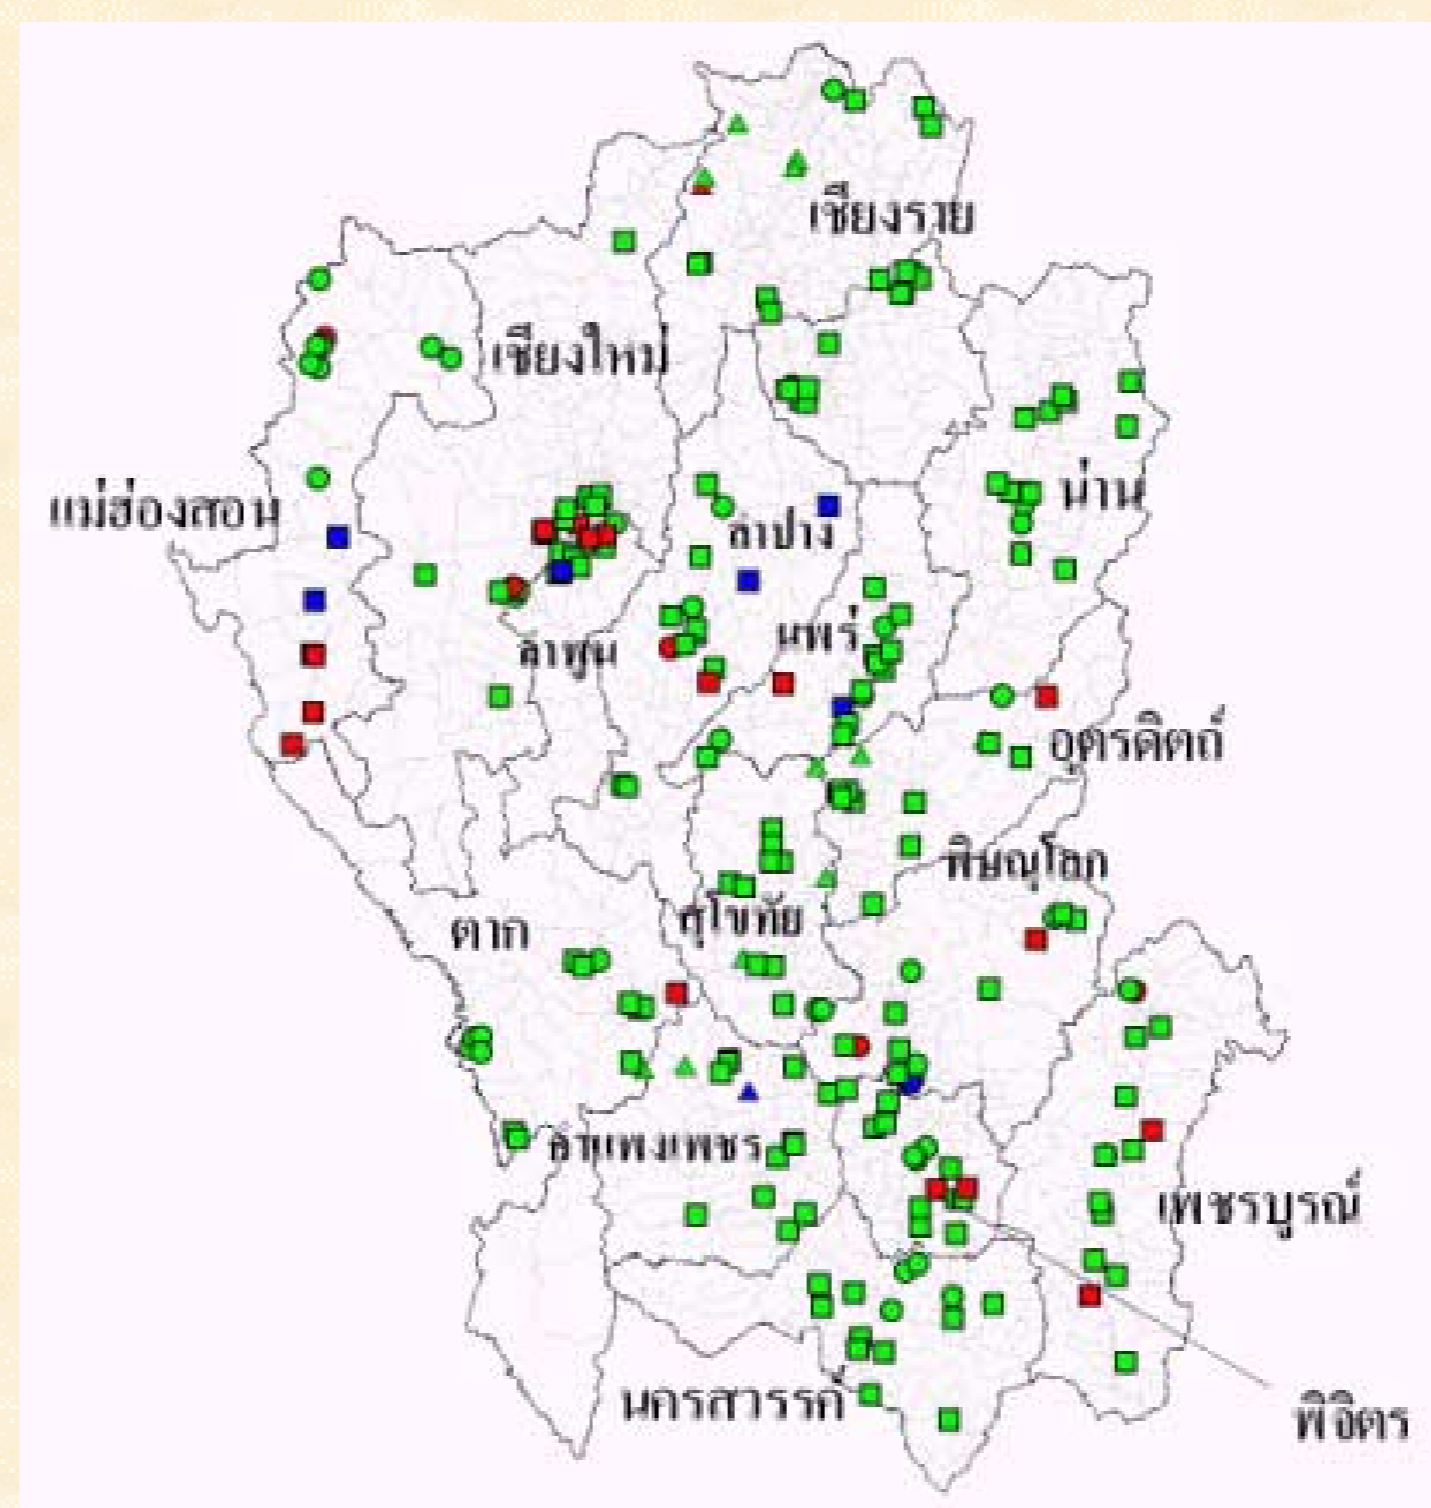 เชียงราย
เชียงใหม่
แม่ฮ่องสอน
น่าน
ลำปาง
แพร่
ลำพูน
อุตรดิตถ์
พิษณุโลก
สุโขทัย
ตาก
กำแพงเพชร
เพชรบูรณ์
นครสวรรค์
พิจิตร